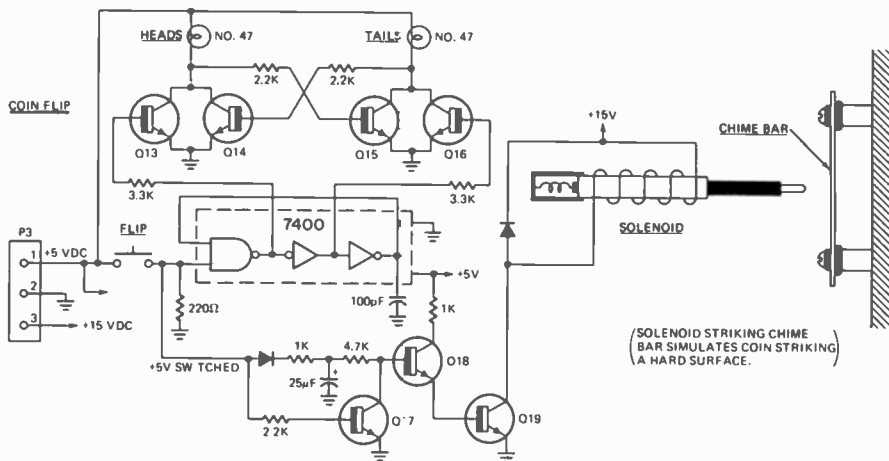 HEADS
NO. 47
TAILS
NO. 47
2.2K
2.2K
COIN FLIP
Q13
Q14
Q15
Q16
+15V
CHIME BAR
3.3K
3.3K
7400
SOLENOID
P3
FLIP
1
+5 VDC
2
3
+15 VDC
220Ω
100µF
+5V
1K
+5V SW TCHED
1K
4.7K
25µF
+
Q18
2.2K
Q17
Q19
(SOLENOID STRIKING CHIME
BAR SIMULATES COIN STRIKING
A HARD SURFACE.)